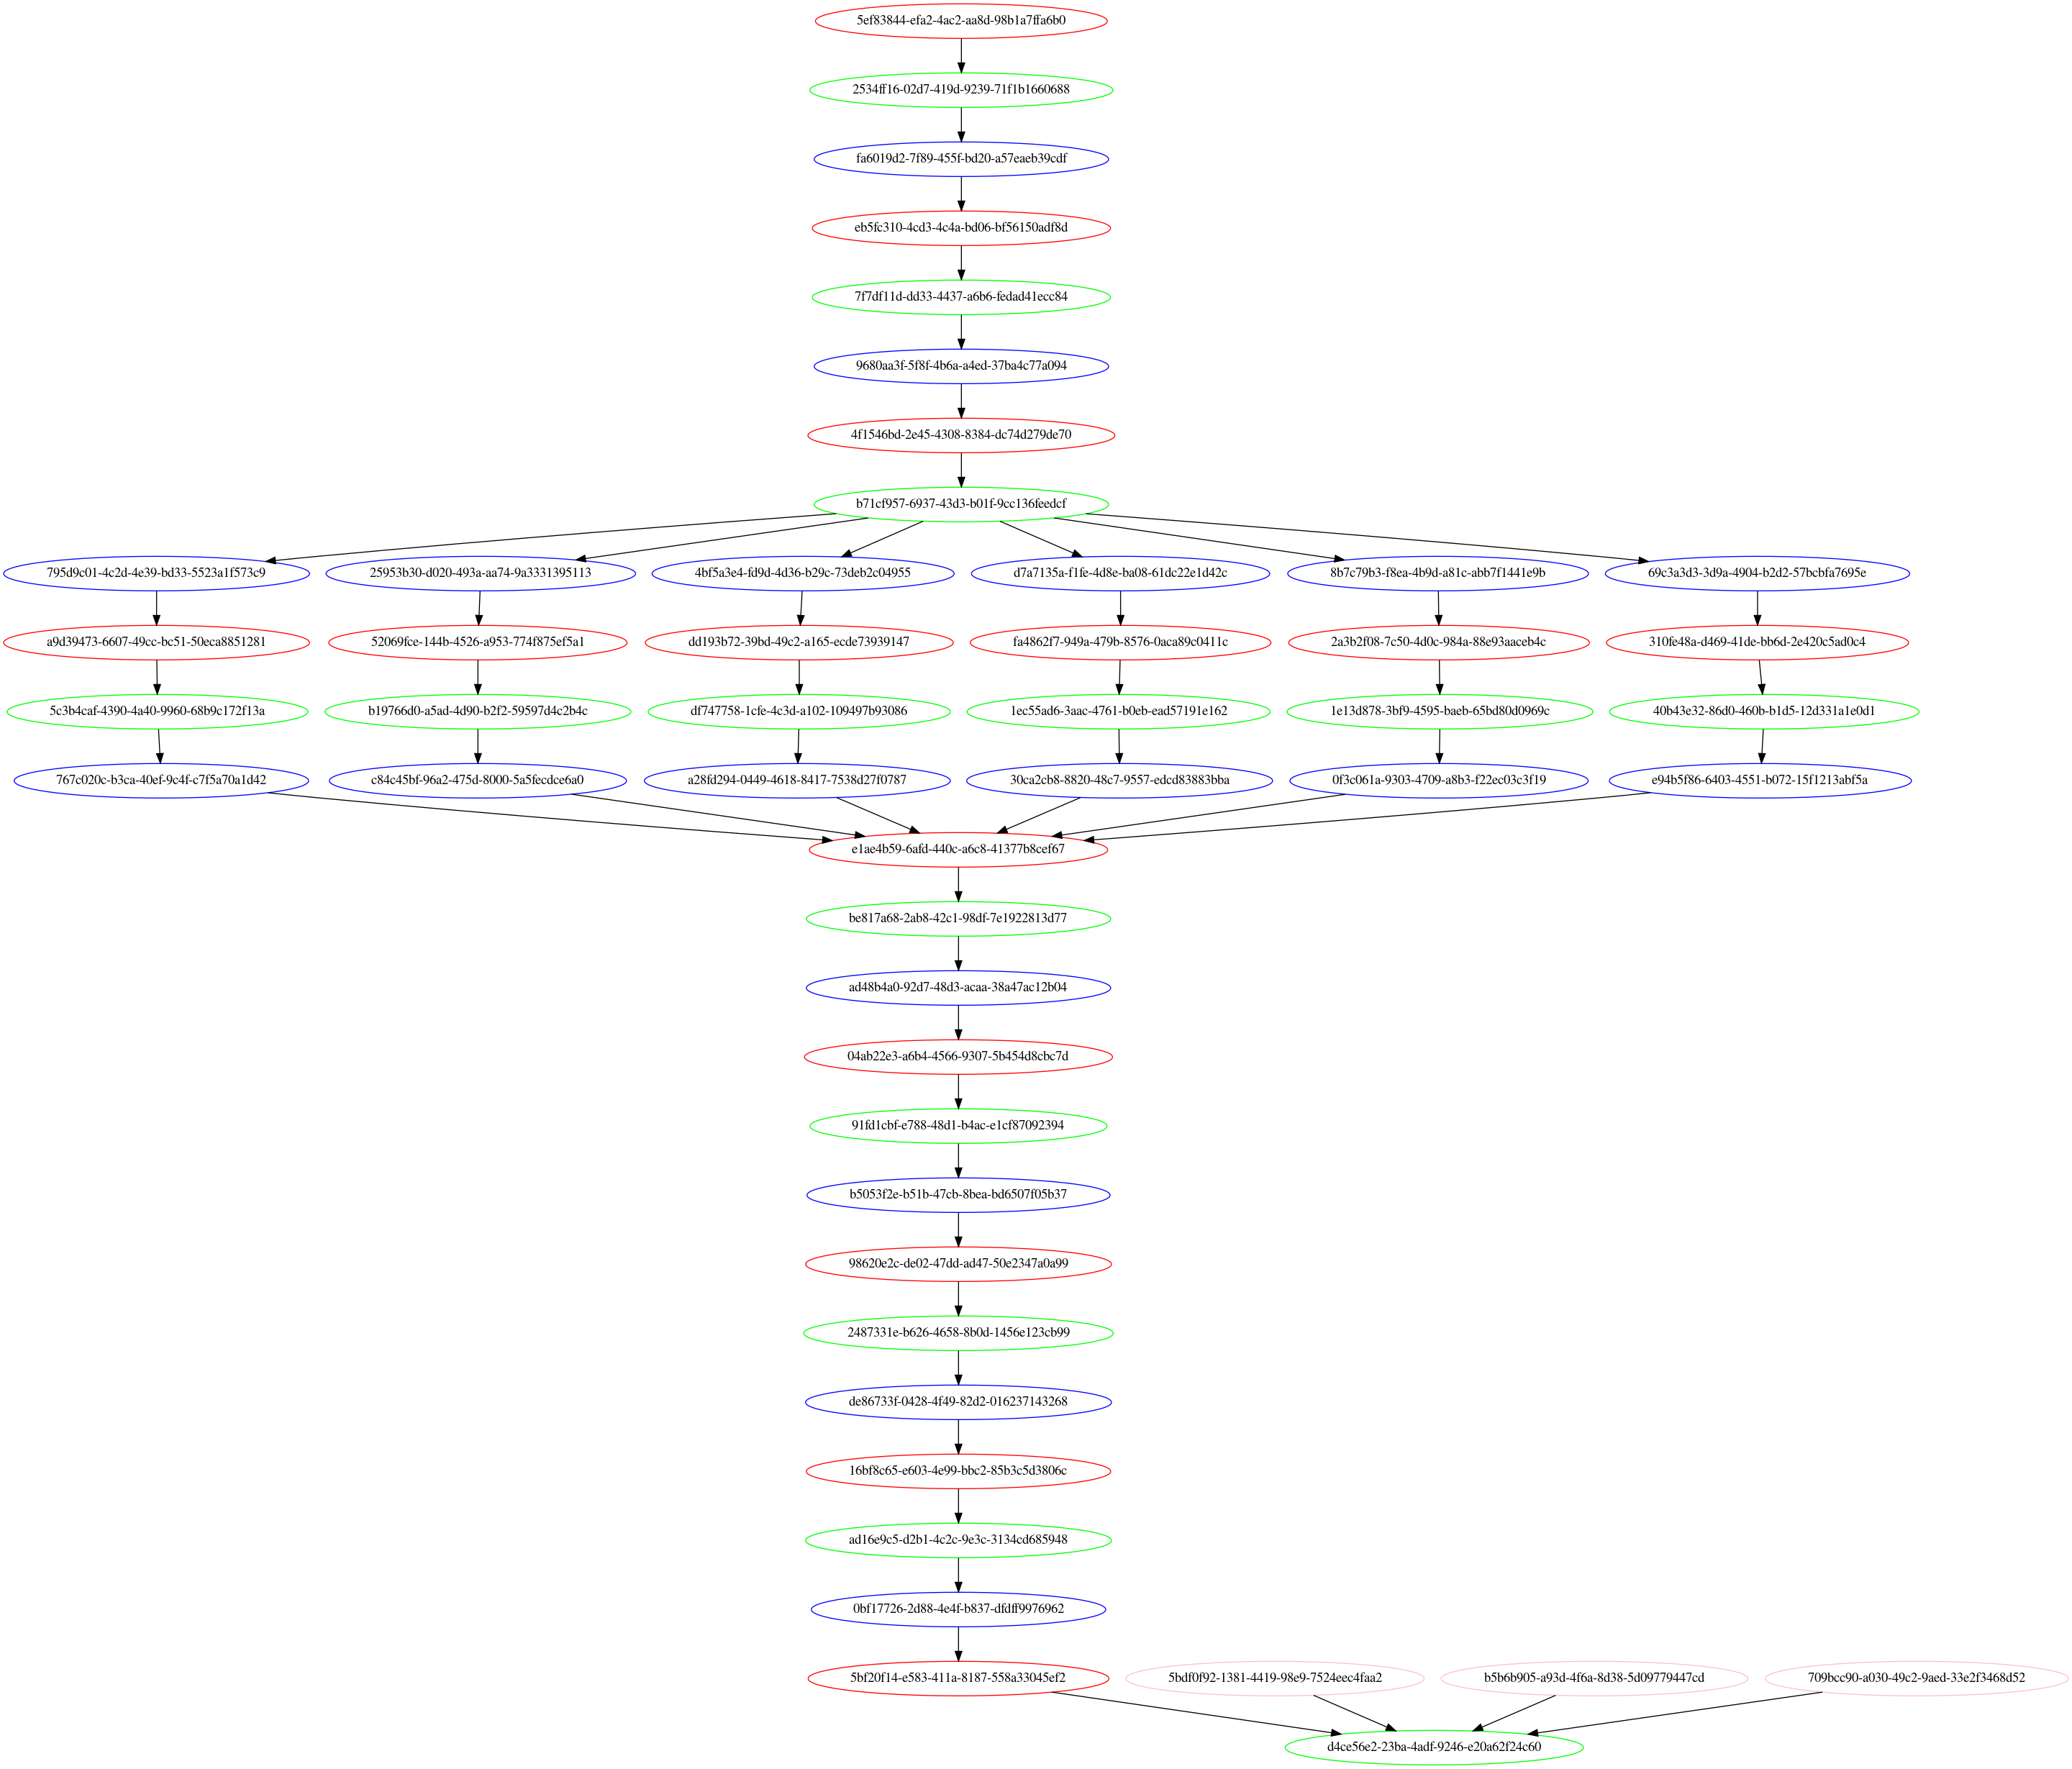 5ef83844-efa2-4ac2-aa8d-98b1a7ffa6b0
2534ff16-02d7-419d-9239-71f1b1660688
fa6019d2-7f89-455f-bd20-a57eaeb39cdf
eb5fc310-4cd3-4c4a-bd06-bf56150adf8d
7f7df11d-dd33-4437-a6b6-fedad41ecc84
9680aa3f-5f8f-4b6a-a4ed-37ba4c77a094
4f1546bd-2e45-4308-8384-dc74d279de70
b71cf957-6937-43d3-b01f-9cc136feedcf
795d9c01-4c2d-4e39-bd33-5523a1f573c9
25953b30-d020-493a-aa74-9a3331395113
4bf5a3e4-fd9d-4d36-b29c-73deb2c04955
d7a7135a-f1fe-4d8e-ba08-61dc22e1d42c
8b7c79b3-f8ea-4b9d-a81c-abb7f1441e9b
69c3a3d3-3d9a-4904-b2d2-57bcbfa7695e
a9d39473-6607-49cc-bc51-50eca8851281
52069fce-144b-4526-a953-774f875ef5a1
dd193b72-39bd-49c2-a165-ecde73939147
fa4862f7-949a-479b-8576-0aca89c0411c
2a3b2f08-7c50-4d0c-984a-88e93aaceb4c
310fe48a-d469-41de-bb6d-2e420c5ad0c4
5c3b4caf-4390-4a40-9960-68b9c172f13a
b19766d0-a5ad-4d90-b2f2-59597d4c2b4c
df747758-1cfe-4c3d-a102-109497b93086
1ec55ad6-3aac-4761-b0eb-ead57191e162
1e13d878-3bf9-4595-baeb-65bd80d0969c
40b43e32-86d0-460b-b1d5-12d331a1e0d1
767c020c-b3ca-40ef-9c4f-c7f5a70a1d42
c84c45bf-96a2-475d-8000-5a5fecdce6a0
a28fd294-0449-4618-8417-7538d27f0787
30ca2cb8-8820-48c7-9557-edcd83883bba
0f3c061a-9303-4709-a8b3-f22ec03c3f19
e94b5f86-6403-4551-b072-15f1213abf5a
e1ae4b59-6afd-440c-a6c8-41377b8cef67
be817a68-2ab8-42c1-98df-7e1922813d77
ad48b4a0-92d7-48d3-acaa-38a47ac12b04
04ab22e3-a6b4-4566-9307-5b454d8cbc7d
91fd1cbf-e788-48d1-b4ac-e1cf87092394
b5053f2e-b51b-47cb-8bea-bd6507f05b37
98620e2c-de02-47dd-ad47-50e2347a0a99
2487331e-b626-4658-8b0d-1456e123cb99
de86733f-0428-4f49-82d2-016237143268
16bf8c65-e603-4e99-bbc2-85b3c5d3806c
ad16e9c5-d2b1-4c2c-9e3c-3134cd685948
0bf17726-2d88-4e4f-b837-dfdff9976962
5bf20f14-e583-411a-8187-558a33045ef2
5bdf0f92-1381-4419-98e9-7524eec4faa2
b5b6b905-a93d-4f6a-8d38-5d09779447cd
709bcc90-a030-49c2-9aed-33e2f3468d52
d4ce56e2-23ba-4adf-9246-e20a62f24c60